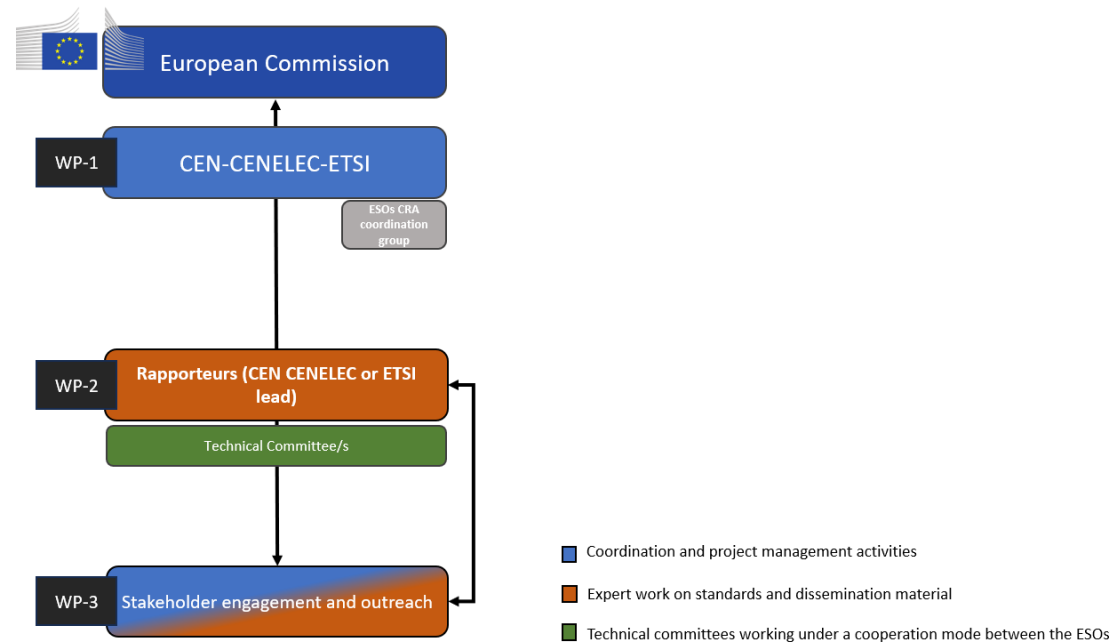 European Commission
WP-1
CEN-CENELEC-ETSI
ESOs CRA
coordination
group
WP-2
Rapporteurs (CEN CENELEC or ETSI
lead)
Technical Committee/s
WP-3
Stakeholder engagement and outreach
Coordination and project management activities
Expert work on standards and dissemination material
Technical committees working under a cooperation mode between the ESOs